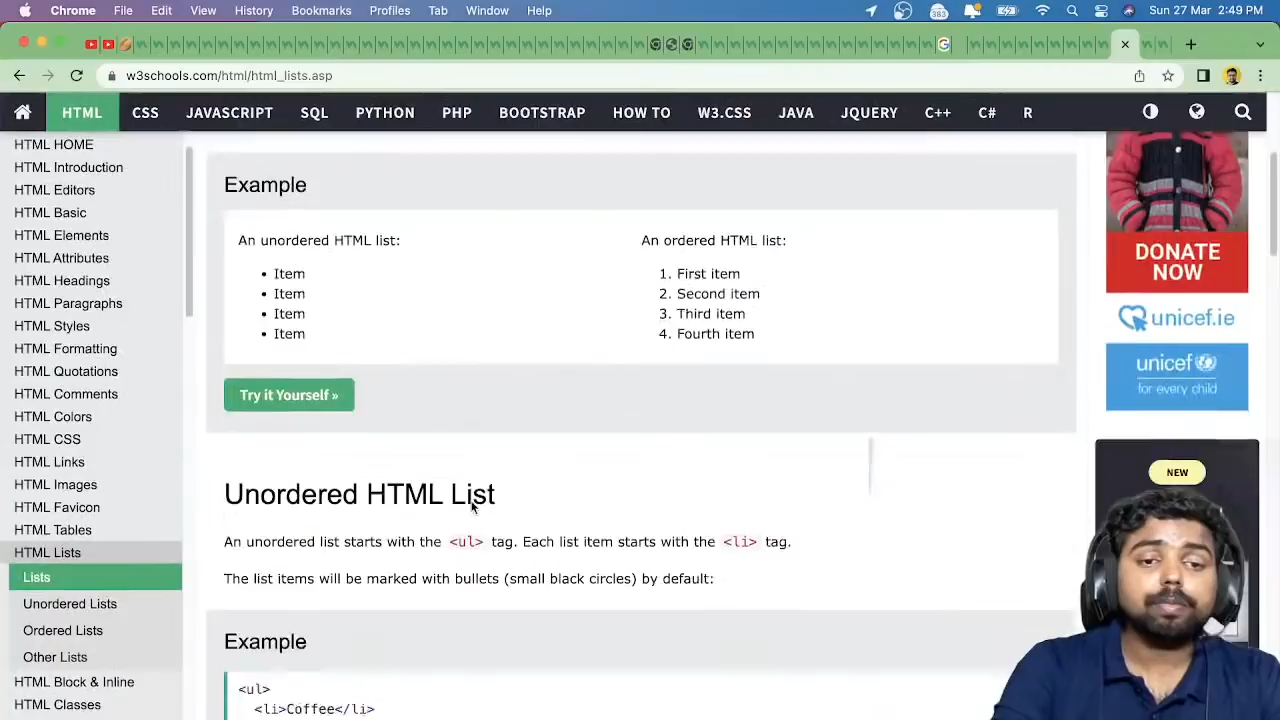 Chrome File Edit View History Bookmarks Profiles Tab Window Help 383 Sun 27 Mar 2:49 PM
w3schools.com/html/html_lists.asp
HTML CSS JAVASCRIPT SQL PYTHON PHP BOOTSTRAP HOW TO W3.CSS JAVA JQUERY C++ C# R
HTML HOME
HTML Introduction
HTML Editors
HTML Basic
HTML Elements
HTML Attributes
HTML Headings
HTML Paragraphs
HTML Styles
HTML Formatting
HTML Quotations
HTML Comments
HTML Colors
HTML CSS
HTML Links
HTML Images
HTML Favicon
HTML Tables
HTML Lists
Lists
Unordered Lists
Ordered Lists
Other Lists
HTML Block & Inline
HTML Classes
Example
An unordered HTML list:
• Item
• Item
• Item
• Item
An ordered HTML list:
1. First item
2. Second item
3. Third item
4. Fourth item
Try it Yourself »
Unordered HTML List
An unordered list starts with the <ul> tag. Each list item starts with the <li> tag.
The list items will be marked with bullets (small black circles) by default:
Example
<ul>
<li>Coffee</li>
DONATE
NOW
unicef.ie
unicef
for every child
NEW